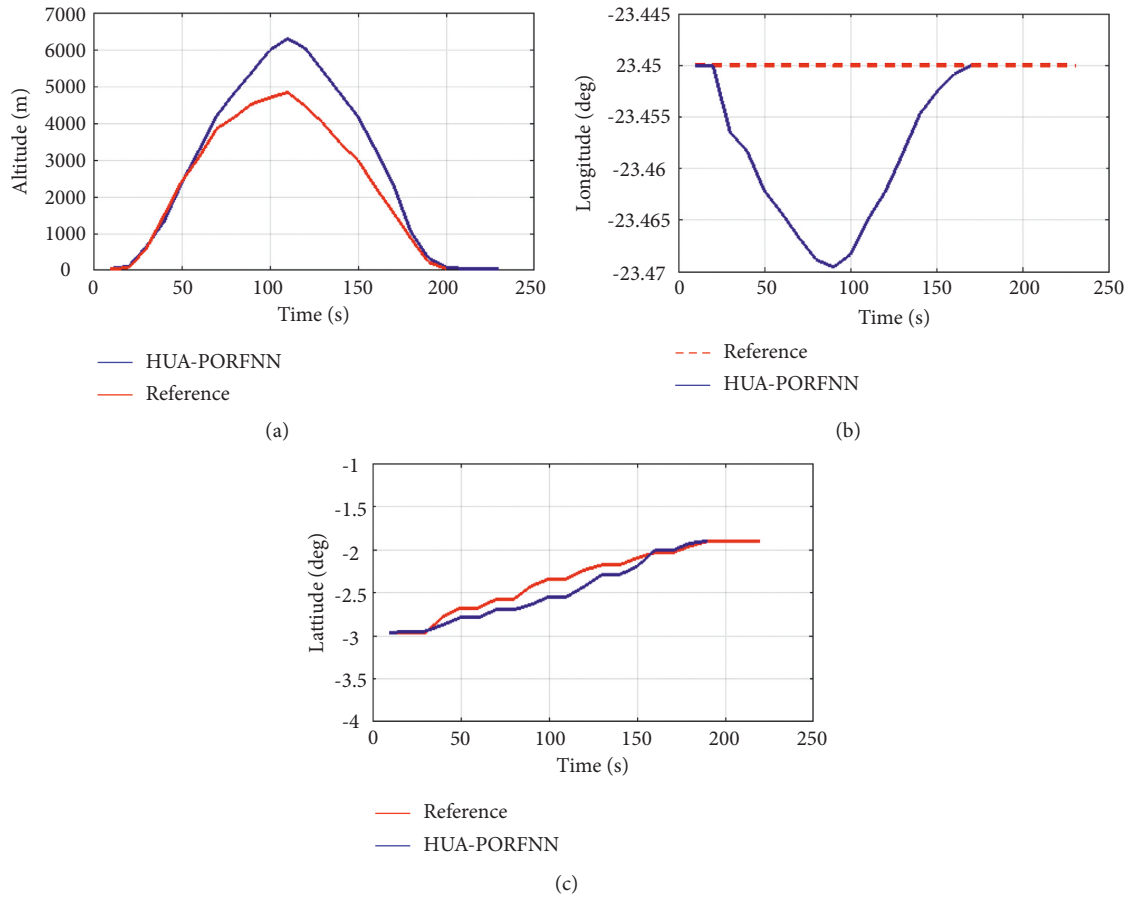 7000
6000
5000
4000
3000
2000
1000
0
Altitude (m)
0 50 100 150 200 250
Time (s)
HUA-PORFNN
Reference
(a)
-23.445
-23.45
-23.455
-23.46
-23.465
-23.47
Longitude (deg)
0 50 100 150 200 250
Time (s)
Reference
HUA-PORFNN
(b)
-1
-1.5
-2
-2.5
-3
-3.5
-4
Lattiude (deg)
0 50 100 150 200 250
Time (s)
Reference
HUA-PORFNN
(c)